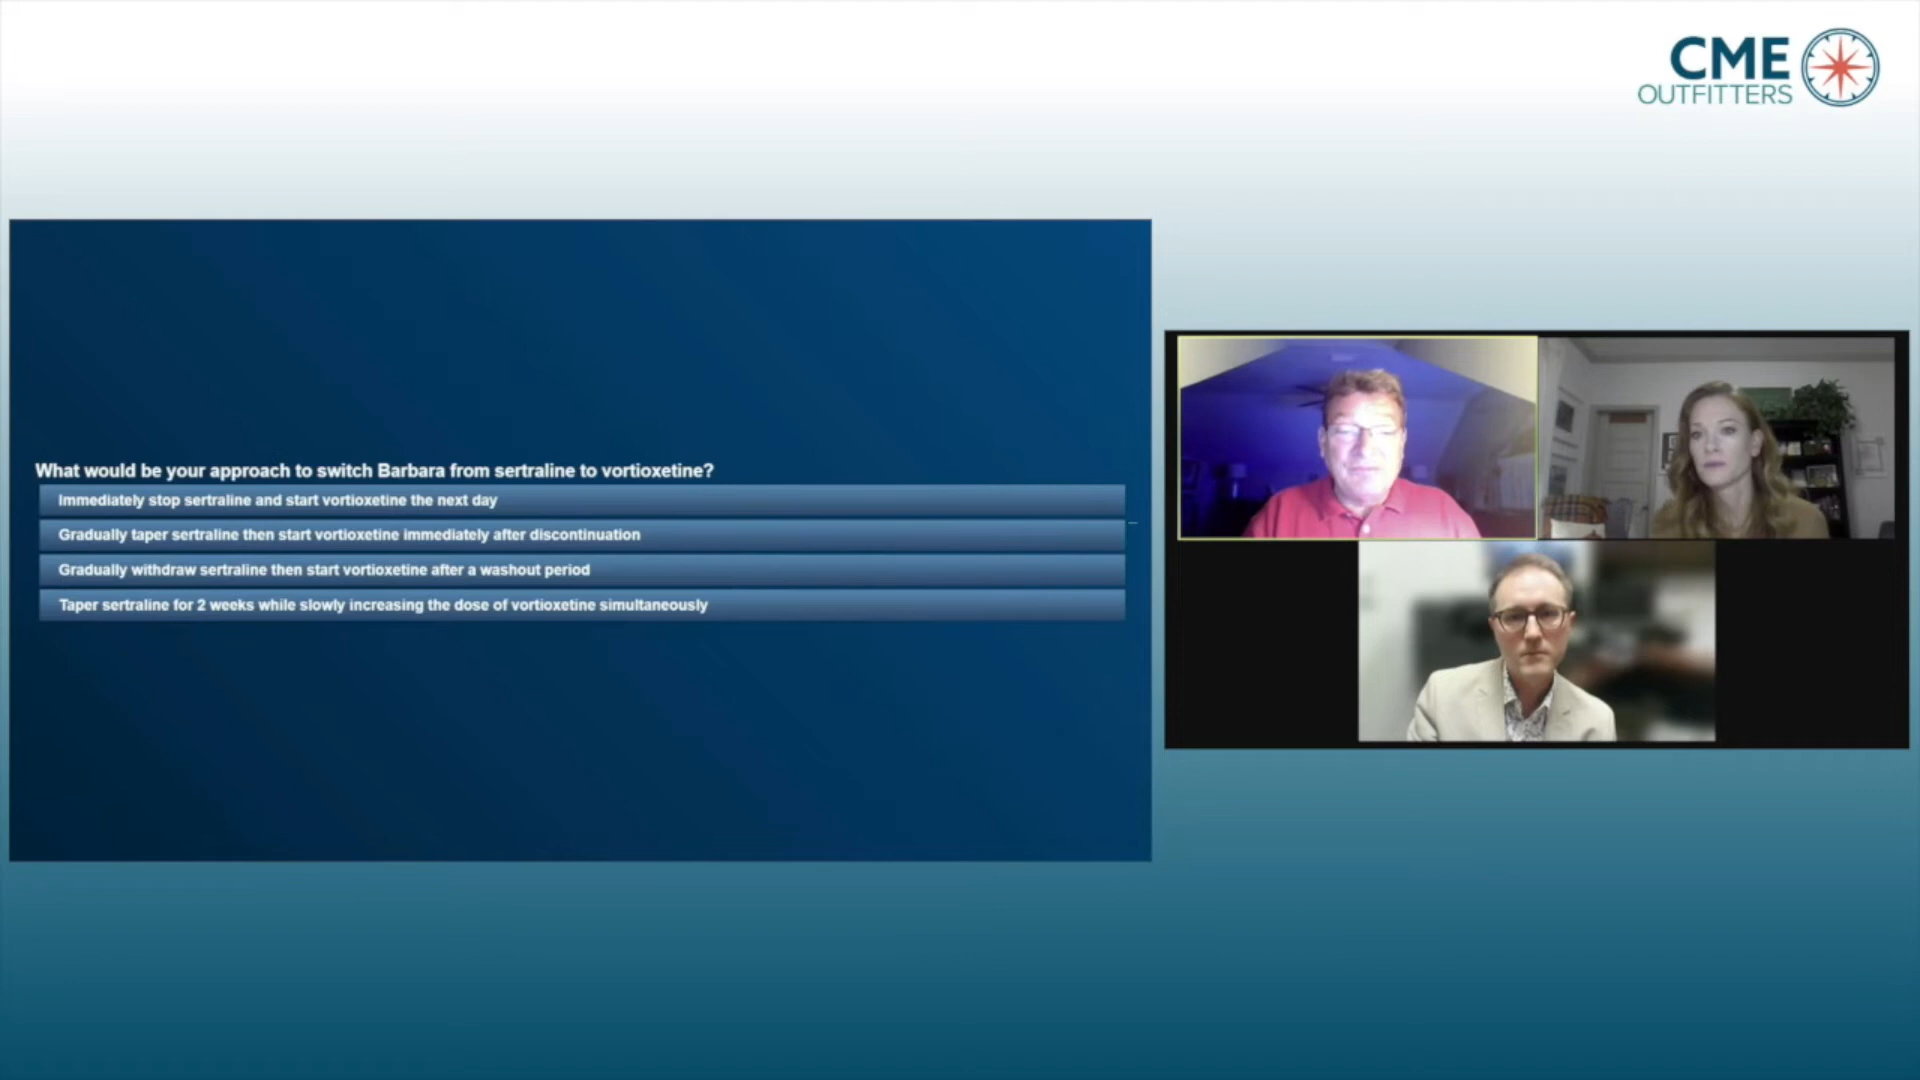 CME
OUTFITTERS
What would be your approach to switch Barbara from sertraline to vortioxetine?
Immediately stop sertraline and start vortioxetine the next day
Gradually taper sertraline then start vortioxetine immediately after discontinuation
Gradually withdraw sertraline then start vortioxetine after a washout period
Taper sertraline for 2 weeks while slowly increasing the dose of vortioxetine simultaneously